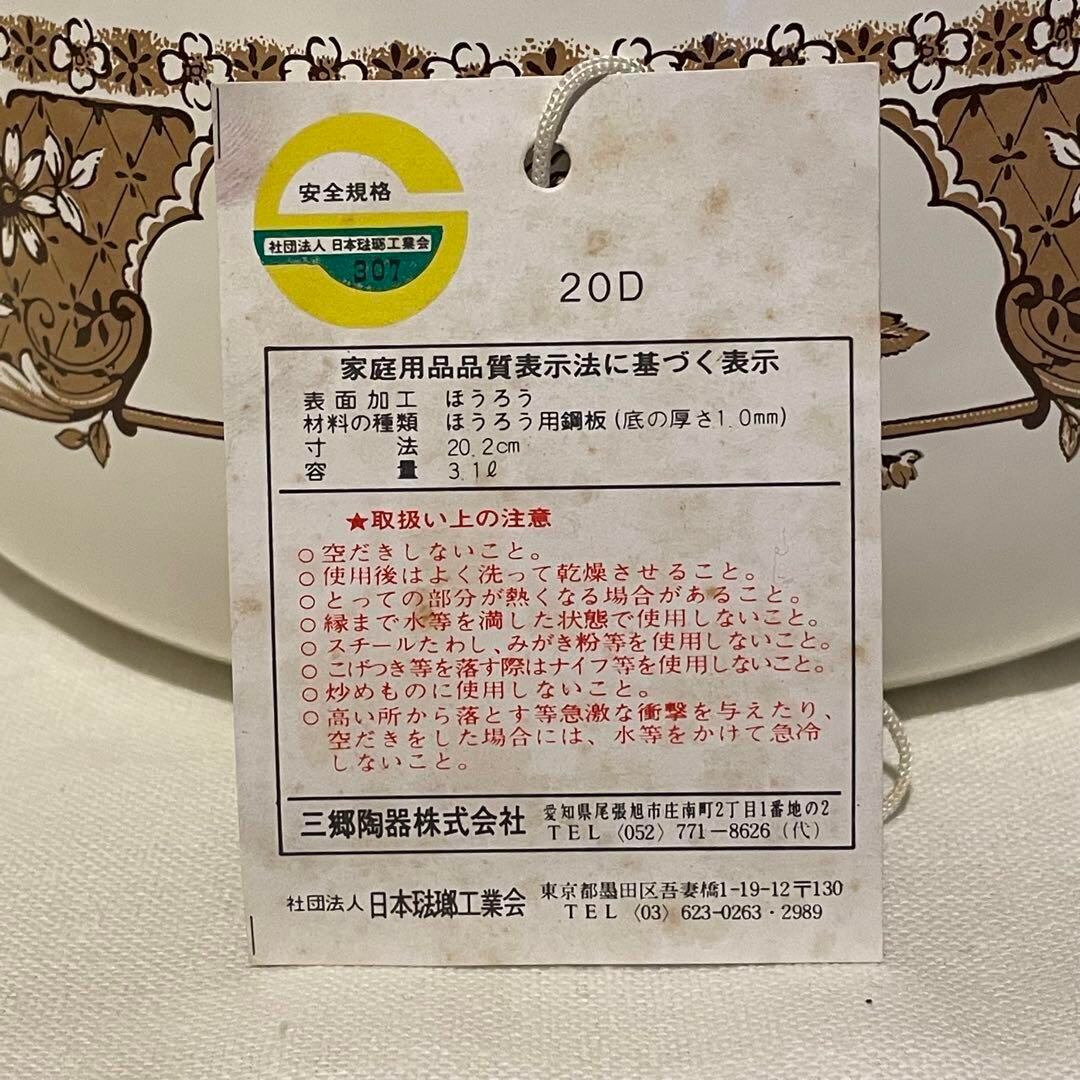 安全規格
社団法人 日本琺瑯工業会
307
20D
家庭用品品質表示法に基づく表示
表面加工 ほうろう
材料の種類 ほうろう用鋼板(底の厚さ1.0mm)
寸法 20.2cm
容量 3.1ℓ
★取扱い上の注意
○空だきしないこと。
○使用後はよく洗って乾燥させること。
○とっての部分が熱くなる場合があること。
○縁まで水等を満した状態で使用しないこと。
○スチールたわし、みがき粉等を使用しないこと。
○こげつき等を落す際はナイフ等を使用しないこと。
○炒めものに使用しないこと。
○高い所から落とす等急激な衝撃を与えたり、
空だきをした場合には、水等をかけて急冷
しないこと。
三郷陶器株式会社 愛知県尾張旭市庄南町2丁目1番地の2
TEL〈052〉771-8626(代)
社団法人 日本琺瑯工業会 東京都墨田区吾妻橋1-19-12〒130
TEL〈03〉623-0263・2989